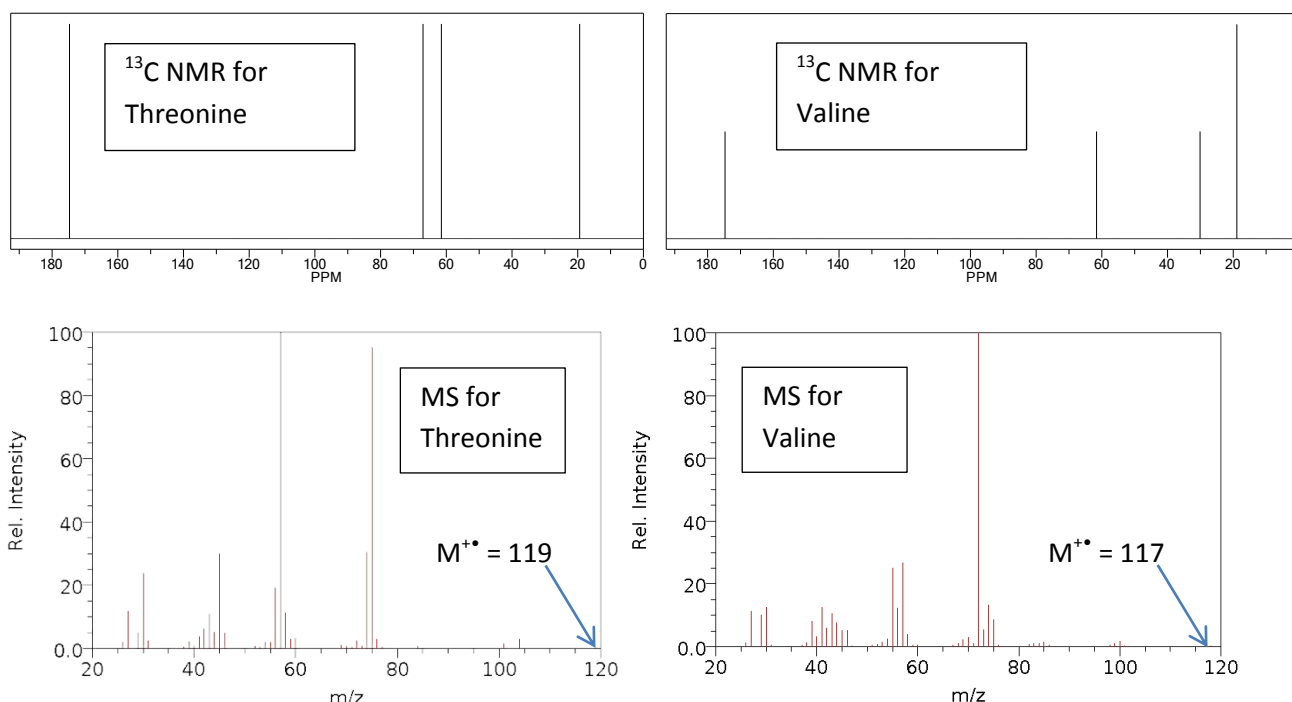 ¹³C NMR for
Threonine
180 160 140 120 100 80 60 40 20 0
PPM
¹³C NMR for
Valine
180 160 140 120 100 80 60 40 20
PPM
100
80
60
40
20
0.0
Rel. Intensity
MS for
Threonine
M⁺• = 119
20 40 60 80 100 120
m/z
100
80
60
40
20
0.0
Rel. Intensity
MS for
Valine
M⁺• = 117
20 40 60 80 100 120
m/z